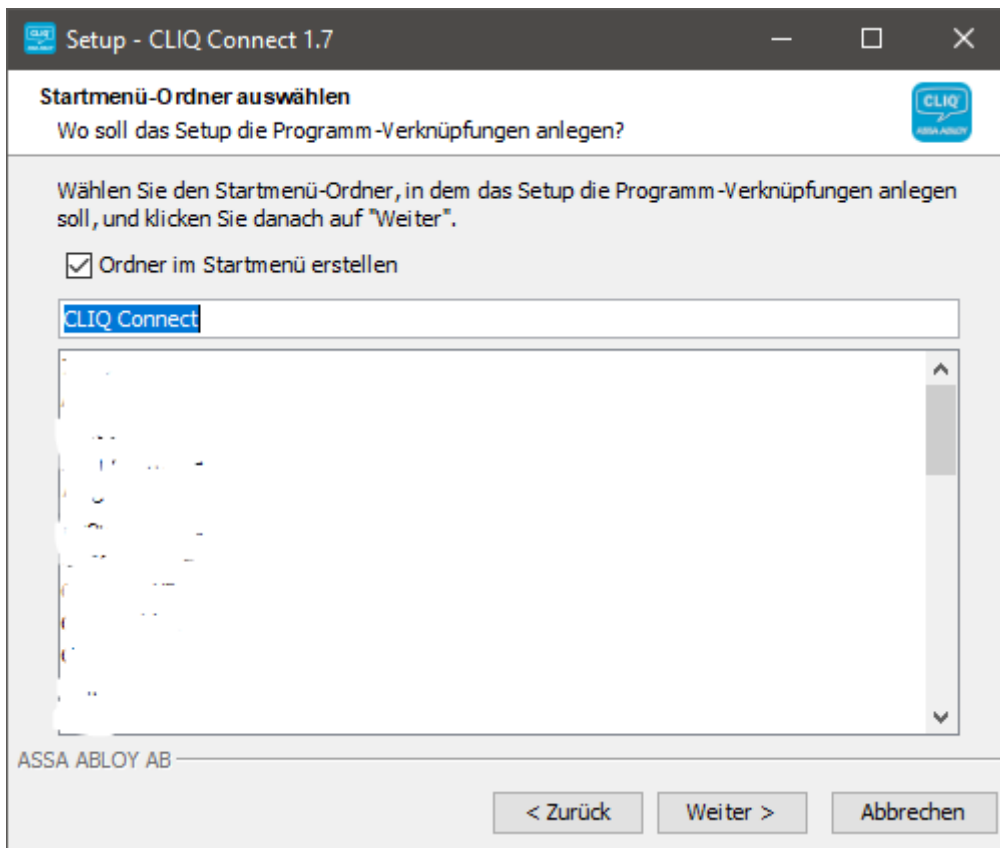 Setup - CLIQ Connect 1.7
Startmenü-Ordner auswählen
Wo soll das Setup die Programm-Verknüpfungen anlegen?
CLIQ
ASSA ABLOY
Wählen Sie den Startmenü-Ordner, in dem das Setup die Programm-Verknüpfungen anlegen
soll, und klicken Sie danach auf "Weiter".
Ordner im Startmenü erstellen
CLIQ Connect
ASSA ABLOY AB
< Zurück
Weiter >
Abbrechen